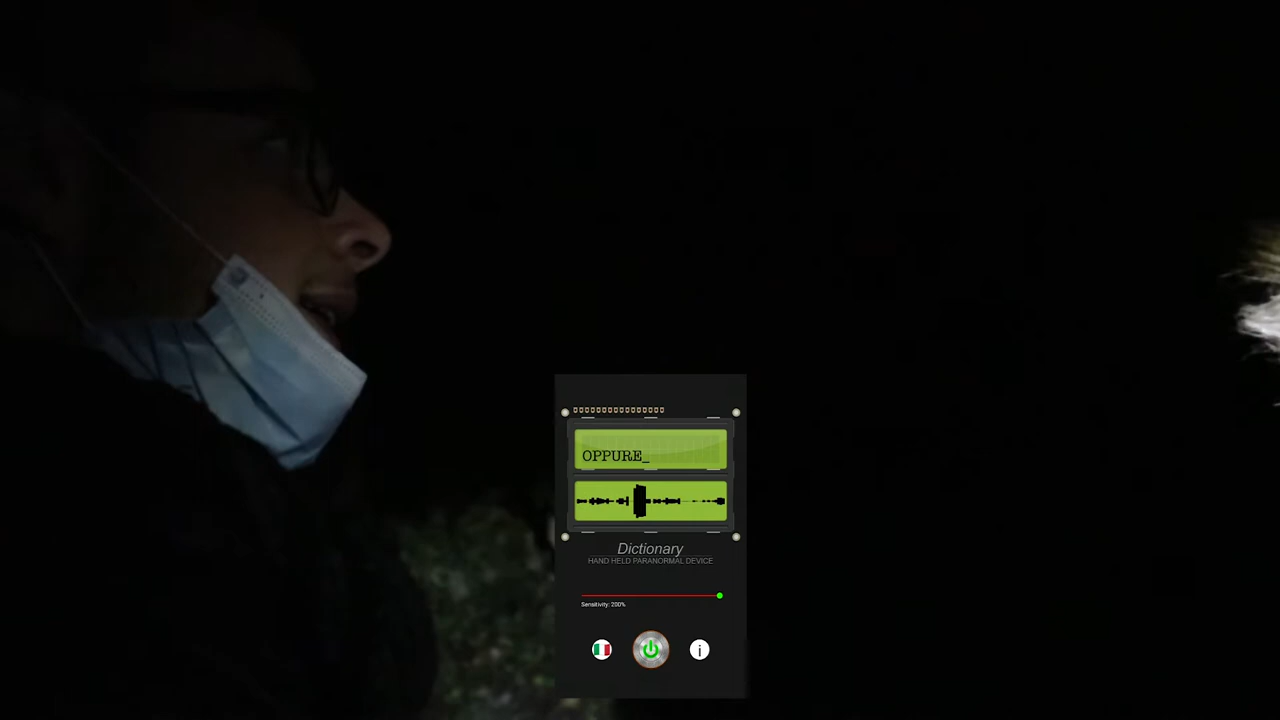 OPPURE_
Dictionary
HAND HELD PARANORMAL DEVICE
Sensitivity: 200%
i